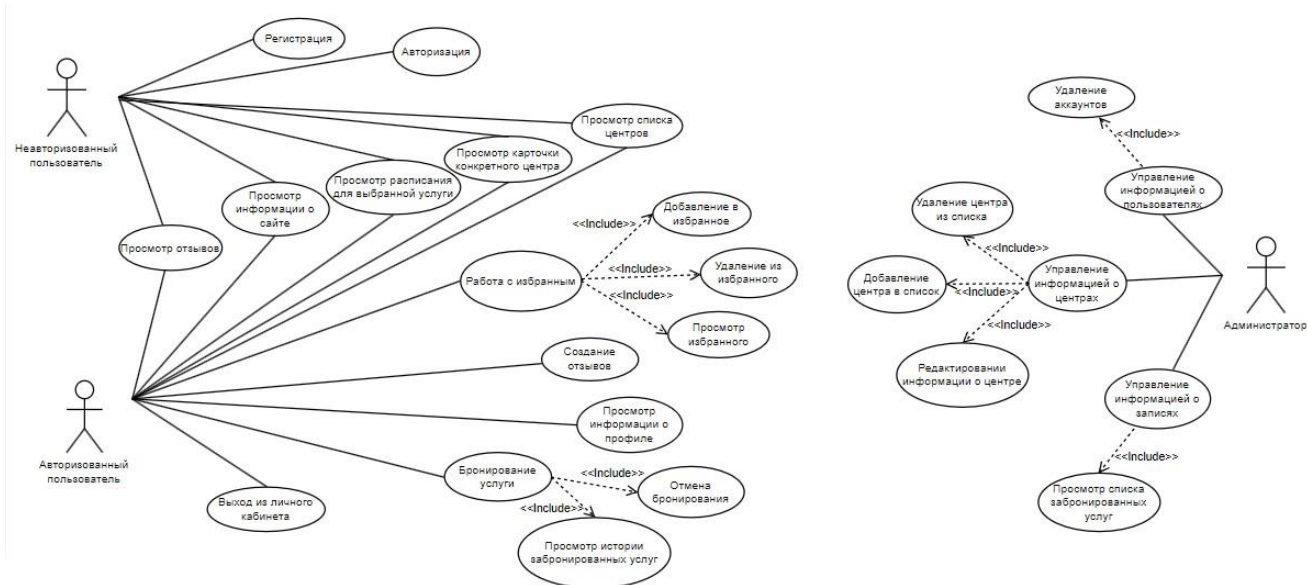 Регистрация
Авторизация
Неавторизованный
пользователь
Просмотр списка
центров
Просмотр карточки
конкретного центра
Просмотр расписания
для выбранной услуги
Просмотр
информации о
сайте
Просмотр отзывов
Работа с избранным
<<Include>>
Добавление в
избранное
<<Include>>
Удаление из
избранного
<<Include>>
Просмотр
избранного
Создание
отзывов
Просмотр
информации о
профиле
Авторизованный
пользователь
Бронирование
услуги
<<Include>>
Отмена
бронирования
<<Include>>
Просмотр истории
забронированных услуг
Выход из личного
кабинета
Удаление
аккаунтов
<<Include>>
Управление
информацией о
пользователях
Удаление центра
из списка
<<Include>>
Добавление
центра в список
<<Include>>
Управление
информацией о
центрах
<<Include>>
Редактировании
информации о центре
Администратор
Управление
информацией о
записях
<<Include>>
Просмотр списка
забронированных
услуг